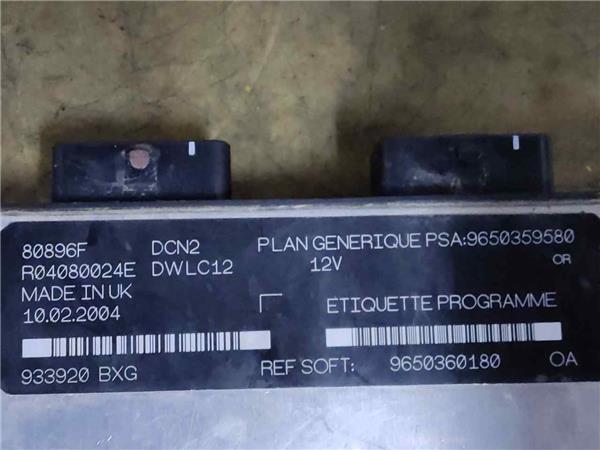 80896F DCN2 PLAN GENERIQUE PSA:9650359580
R04080024E DWLC12 12V OR
MADE IN UK
10.02.2004 ETIQUETTE PROGRAMME
933920 BXG REF SOFT: 9650360180 OA